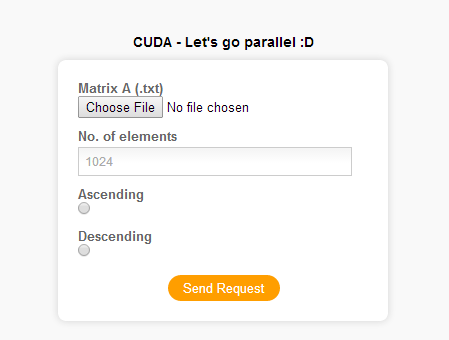 CUDA - Let's go parallel :D
Matrix A (.txt)
Choose File No file chosen
No. of elements
1024
Ascending
Descending
Send Request